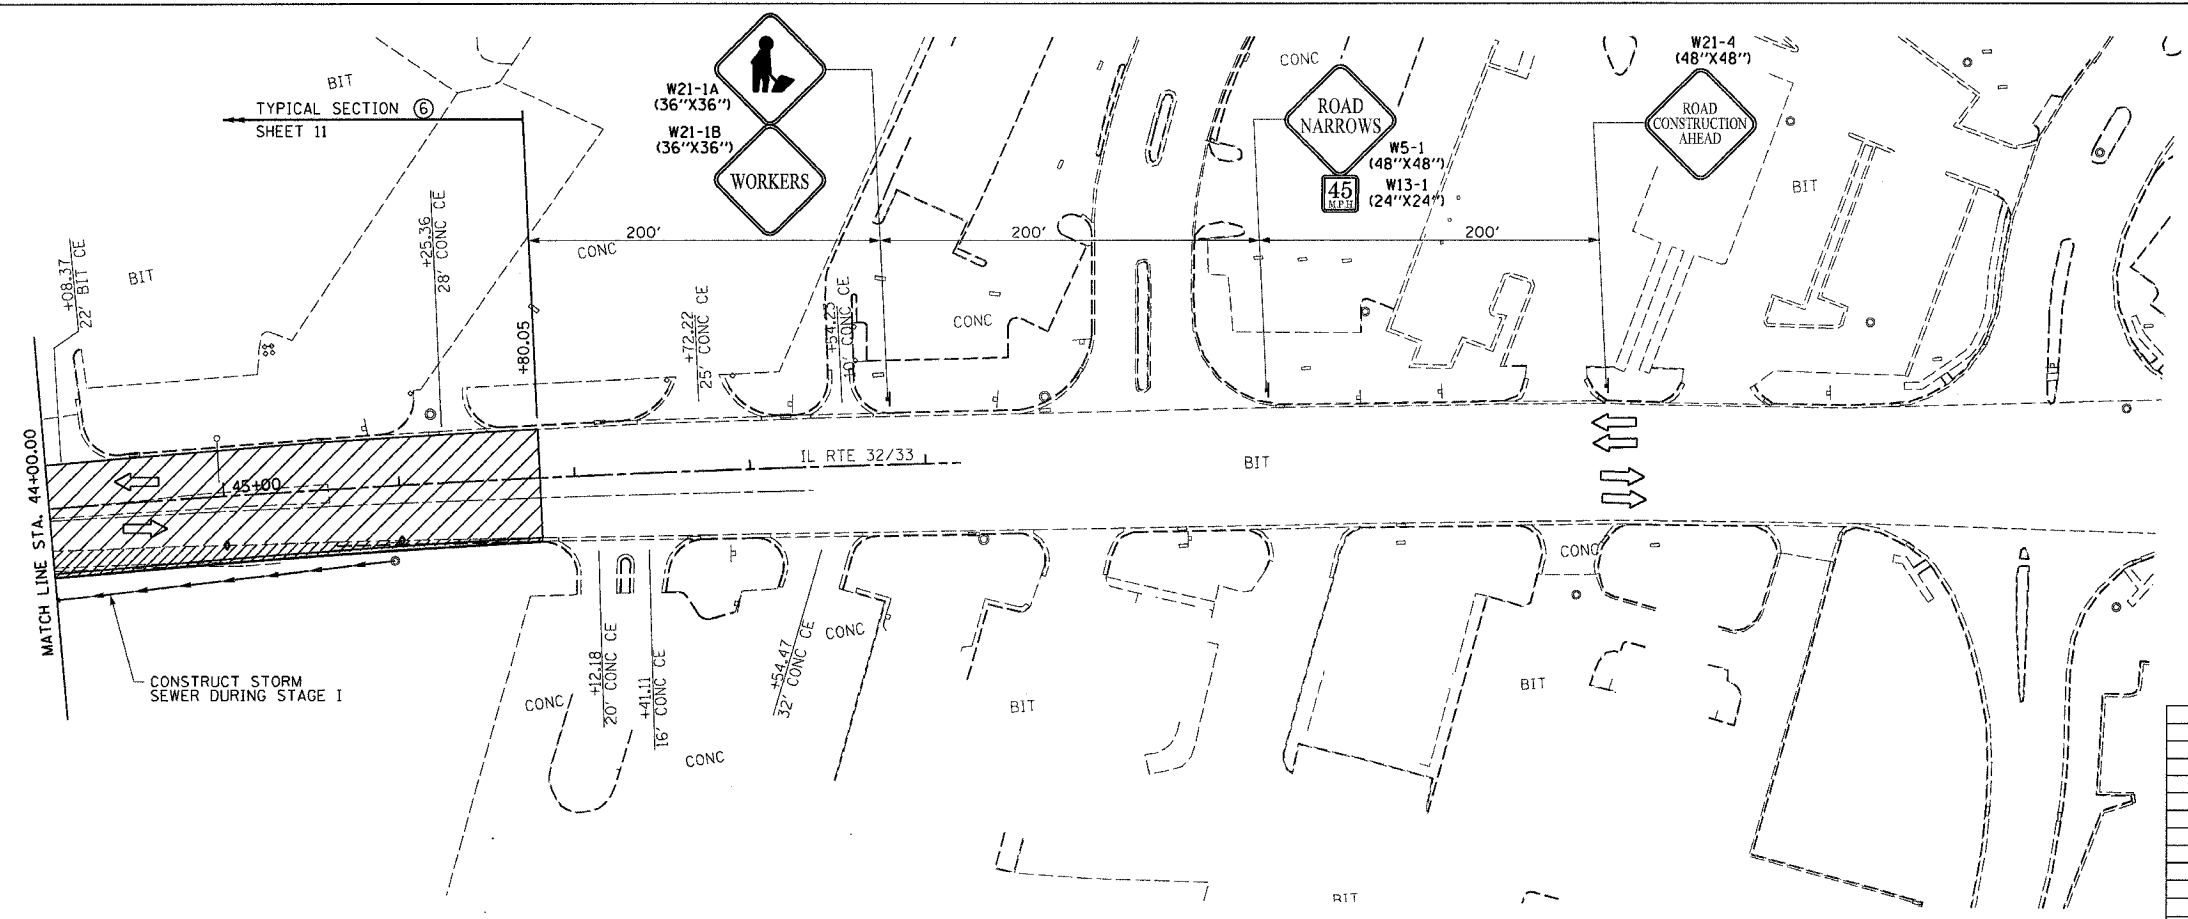 BIT
TYPICAL SECTION 6
SHEET 11
W21-1A
(36"X36")
W21-1B
(36"X36")
WORKERS
CONC
ROAD
NARROWS
W5-1
(48"X48")
45
M.P.H
W13-1
(24"X24")
W21-4
(48"X48")
ROAD
CONSTRUCTION
AHEAD
BIT
200'
200'
200'
CONC
BIT
+08.37
22' BIT CE
+25.36
28' CONC CE
+80.05
+72.22
25' CONC CE
+54.23
10' CONC CE
CONC
MATCH LINE STA. 44+00.00
45+00
IL RTE 32/33
BIT
CONSTRUCT STORM
SEWER DURING STAGE I
+12.18
20' CONC CE
+41.11
16' CONC CE
+54.47
32' CONC CE
CONC
CONC
CONC
CONC
BIT
BIT
BIT